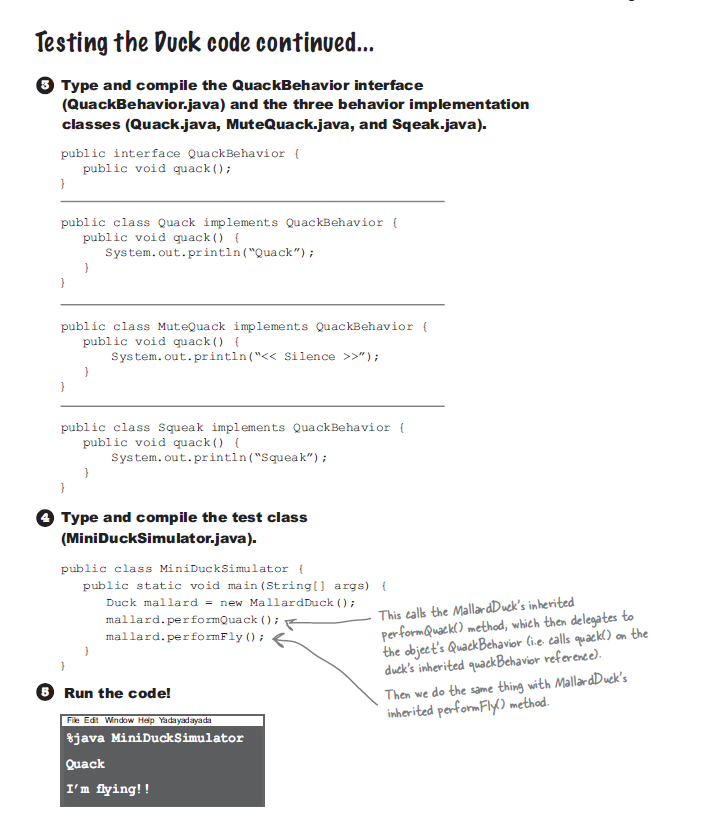 Testing the Duck code continued...
3 Type and compile the QuackBehavior interface
(QuackBehavior.java) and the three behavior implementation
classes (Quack.java, MuteQuack.java, and Sqeak.java).
public interface QuackBehavior {
public void quack();
}
public class Quack implements QuackBehavior {
public void quack() {
System.out.println(“Quack”);
}
}
public class MuteQuack implements QuackBehavior {
public void quack() {
System.out.println(“<< Silence >>”);
}
}
public class Squeak implements QuackBehavior {
public void quack() {
System.out.println(“Squeak”);
}
}
4 Type and compile the test class
(MiniDuckSimulator.java).
public class MiniDuckSimulator {
public static void main(String[] args) {
Duck mallard = new MallardDuck();
mallard.performQuack();
mallard.performFly();
}
}
This calls the MallardDuck's inherited
performQuack() method, which then delegates to
the object's QuackBehavior (i.e. calls quack() on the
duck's inherited quackBehavior reference).
Then we do the same thing with MallardDuck's
inherited performFly() method.
5 Run the code!
File Edit Window Help Yadayadayada
%java MiniDuckSimulator
Quack
I’m flying!!